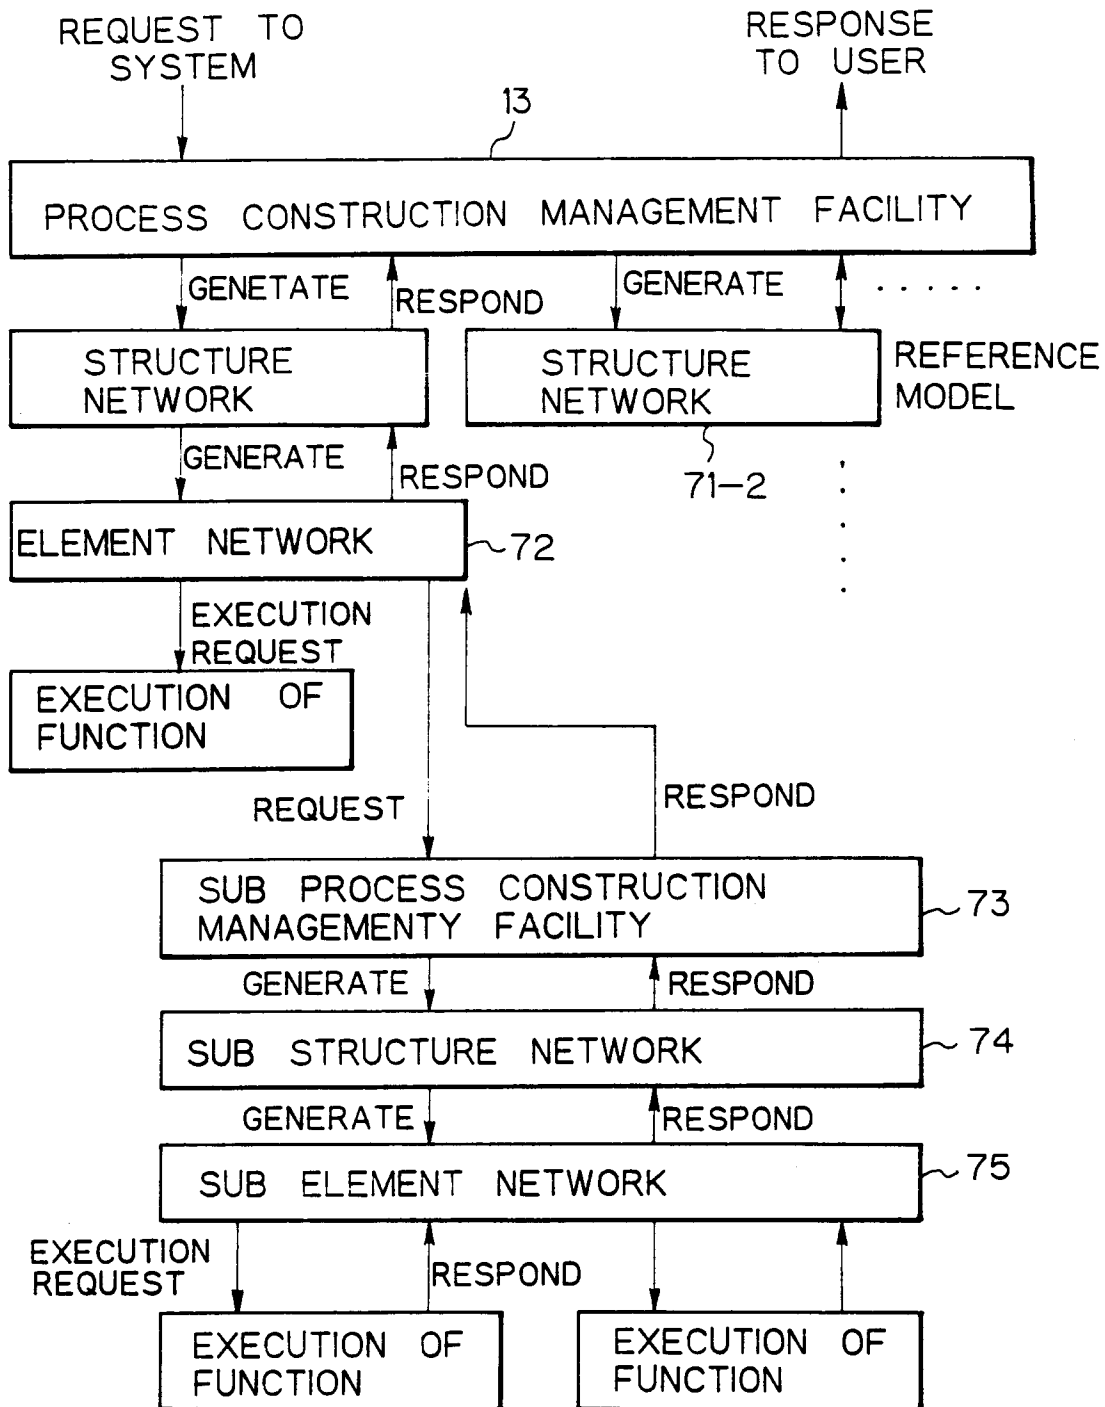 REQUEST TO
SYSTEM
RESPONSE
TO USER
13
PROCESS CONSTRUCTION MANAGEMENT FACILITY
GENETATE
RESPOND
GENERATE
.....
STRUCTURE
NETWORK
STRUCTURE
NETWORK
REFERENCE
MODEL
GENERATE
RESPOND
71-2
ELEMENT NETWORK
72
EXECUTION
REQUEST
EXECUTION OF
FUNCTION
REQUEST
RESPOND
SUB PROCESS CONSTRUCTION
MANAGEMENTY FACILITY
73
GENERATE
RESPOND
SUB STRUCTURE NETWORK
74
GENERATE
RESPOND
SUB ELEMENT NETWORK
75
EXECUTION
REQUEST
RESPOND
EXECUTION OF
FUNCTION
EXECUTION OF
FUNCTION